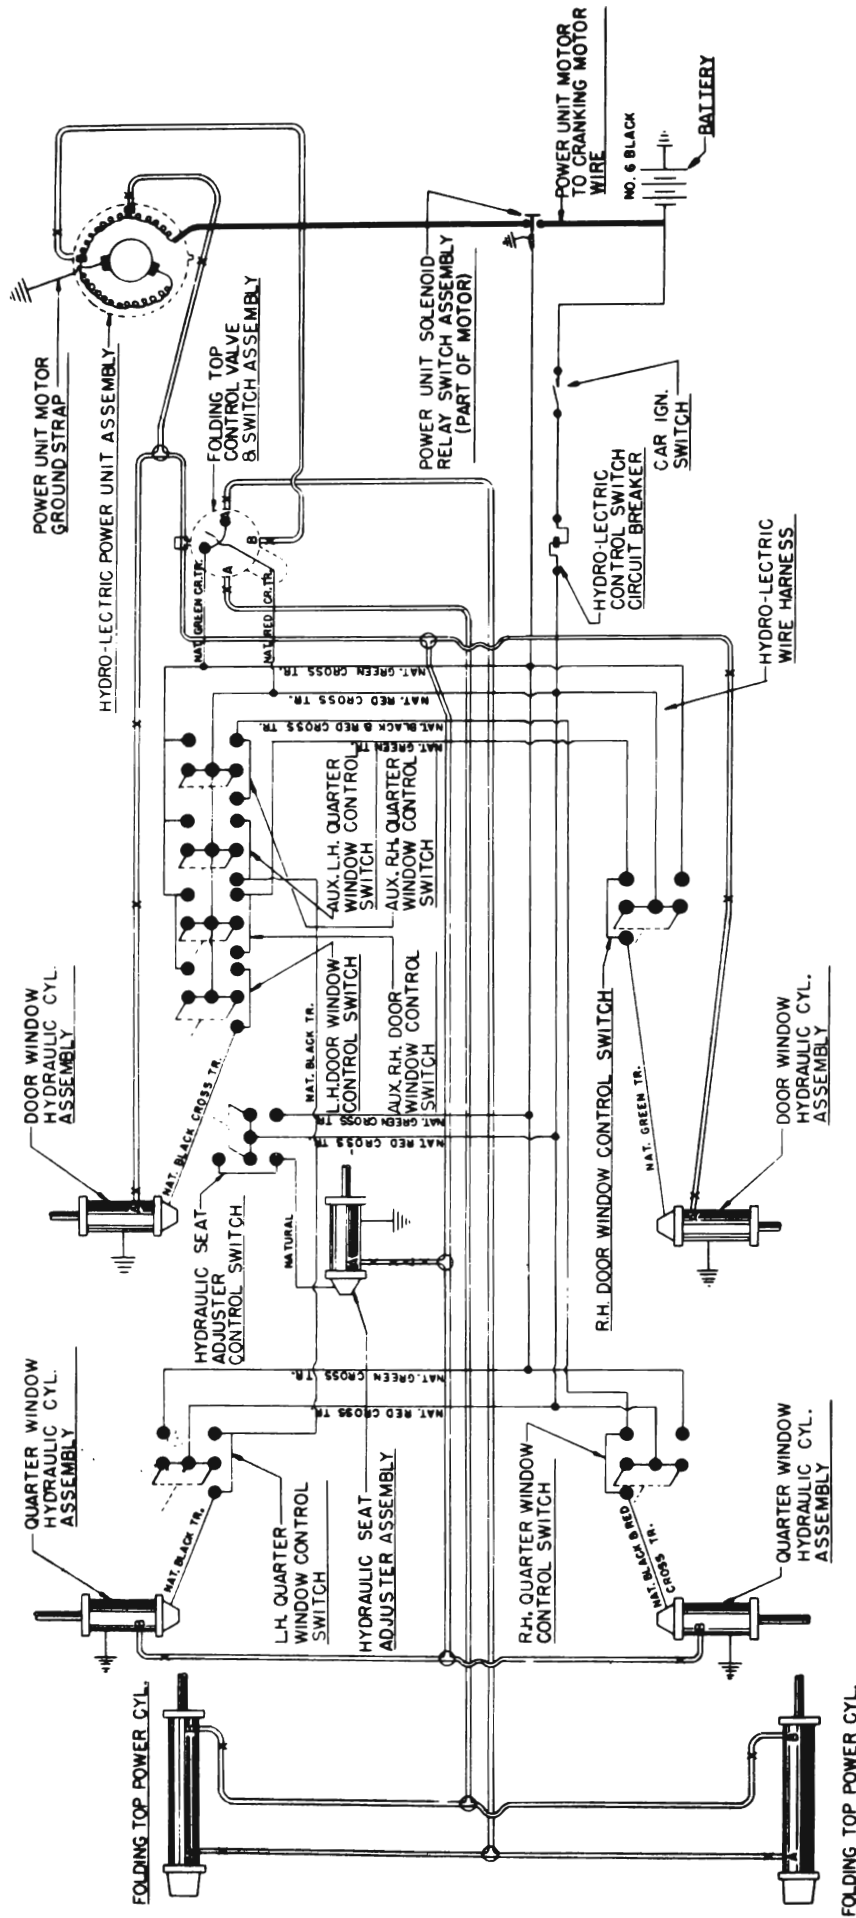 POWER UNIT MOTOR
GROUND STRAP
HYDRO-LECTRIC POWER UNIT ASSEMBLY
FOLDING TOP
CONTROL VALVE
& SWITCH ASSEMBLY
POWER UNIT SOLENOID
RELAY SWITCH ASSEMBLY
(PART OF MOTOR)
POWER UNIT MOTOR
TO CRANKING MOTOR
WIRE
NO. 6 BLACK
BATTERY
CAR IGN.
SWITCH
HYDRO-LECTRIC
CONTROL SWITCH
CIRCUIT BREAKER
HYDRO-LECTRIC
WIRE HARNESS
A
B
A
NAT. GREEN CR. TR.
NAT. RED CR. TR.
NAT. GREEN CROSS TR.
NAT. RED CROSS TR.
NAT. BLACK & RED CROSS TR.
NAT. GREEN TR.
AUX. L.H. QUARTER
WINDOW CONTROL
SWITCH
AUX. R.H. QUARTER
WINDOW CONTROL
SWITCH
L.H. DOOR WINDOW
CONTROL SWITCH
AUX. R.H. DOOR
WINDOW CONTROL
SWITCH
DOOR WINDOW
HYDRAULIC CYL.
ASSEMBLY
NAT. BLACK CROSS TR.
NAT. BLACK TR.
NAT. GREEN CROSS TR.
NAT. RED CROSS TR.
HYDRAULIC SEAT
ADJUSTER
CONTROL SWITCH
NATURAL
A
R.H. DOOR WINDOW CONTROL SWITCH
NAT. GREEN TR.
DOOR WINDOW
HYDRAULIC CYL.
ASSEMBLY
QUARTER WINDOW
HYDRAULIC CYL.
ASSEMBLY
NAT. BLACK TR.
L.H. QUARTER
WINDOW CONTROL
SWITCH
NAT. GREEN CROSS TR.
NAT. RED CROSS TR.
HYDRAULIC SEAT
ADJUSTER ASSEMBLY
R.H. QUARTER WINDOW
CONTROL SWITCH
NAT. BLACK & RED
CROSS TR.
QUARTER WINDOW
HYDRAULIC CYL.
ASSEMBLY
B
B
FOLDING TOP POWER CYL.
B
A
FOLDING TOP POWER CYL.